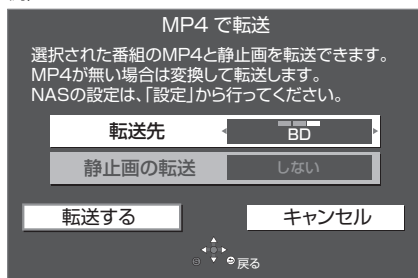 MP4 で転送
選択された番組のMP4と静止画を転送できます。
MP4が無い場合は変換して転送します。
NASの設定は、「設定」から行ってください。
転送先 BD
静止画の転送 しない
転送する キャンセル
戻る